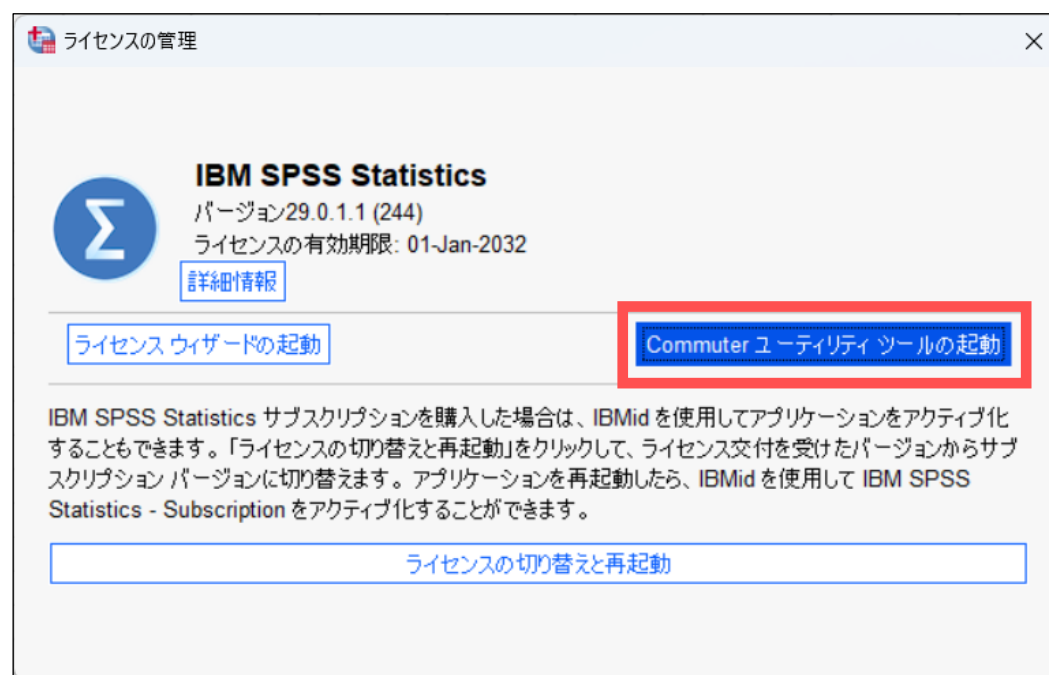 ライセンスの管理
IBM SPSS Statistics
バージョン29.0.1.1 (244)
ライセンスの有効期限: 01-Jan-2032
詳細情報
ライセンス ウィザードの起動
Commuter ユーティリティ ツールの起動
IBM SPSS Statistics サブスクリプションを購入した場合は、IBMid を使用してアプリケーションをアクティブ化
することもできます。「ライセンスの切り替えと再起動」をクリックして、ライセンス交付を受けたバージョンからサブ
スクリプション バージョンに切り替えます。アプリケーションを再起動したら、IBMid を使用して IBM SPSS
Statistics - Subscription をアクティブ化することができます。
ライセンスの切り替えと再起動